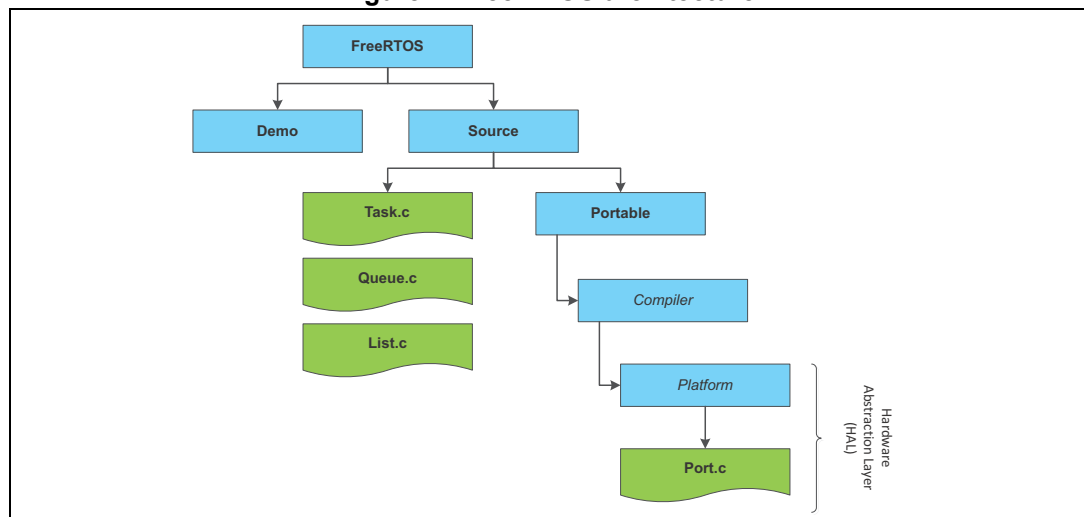 FreeRTOS
Demo
Source
Task.c
Portable
Queue.c
Compiler
List.c
Platform
Port.c
Hardware
Abstraction Layer
(HAL)